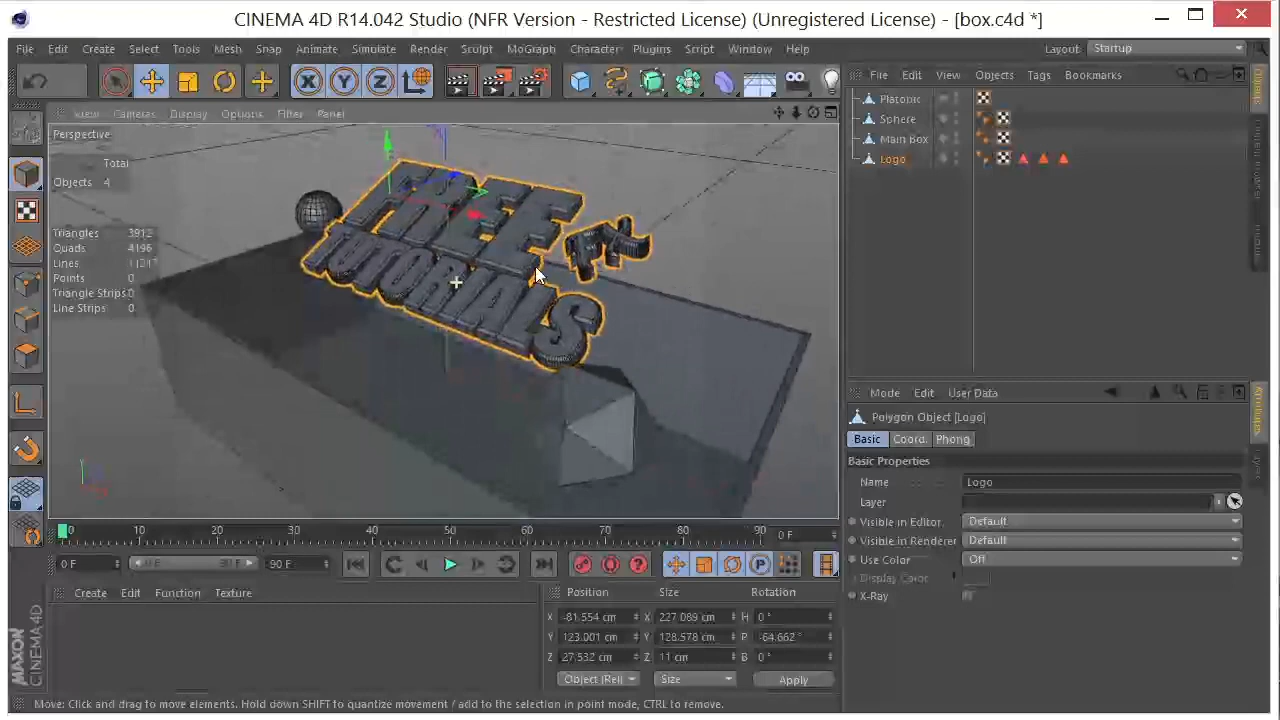 CINEMA 4D R14.042 Studio (NFR Version - Restricted License) (Unregistered License) - [box.c4d *]
File Edit Create Select Tools Mesh Snap Animate Simulate Render Sculpt MoGraph Character Plugins Script Window Help Layout: Startup
X Y Z
File Edit View Objects Tags Bookmarks
View Cameras Display Options Filter Panel
Perspective
Total
Objects 4
Triangles 3912
Quads 4196
Lines
Points 0
Triangle Strips 0
Line Strips 0
FREE
TUTORIALS
Platonic
Sphere
Main Box
Logo
Objects
Mode Edit User Data
Polygon Object [Logo]
Basic Coord. Phong
Basic Properties
Name Logo
Layer
Visible in Editor Default
Visible in Renderer Default
Use Color Off
Display Color
X-Ray
Attributes
Layers
0 10 20 30 40 50 60 70 80 90 0 F
0 F 90 F 90 F
P
Create Edit Function Texture
Position Size Rotation
X -81.554 cm X 227.089 cm H 0 °
Y 123.001 cm Y 128.578 cm P -64.662 °
Z 27.532 cm Z 11 cm B 0 °
Object (Rel) Size Apply
MAXON
CINEMA 4D
Move: Click and drag to move elements. Hold down SHIFT to quantize movement / add to the selection in point mode, CTRL to remove.